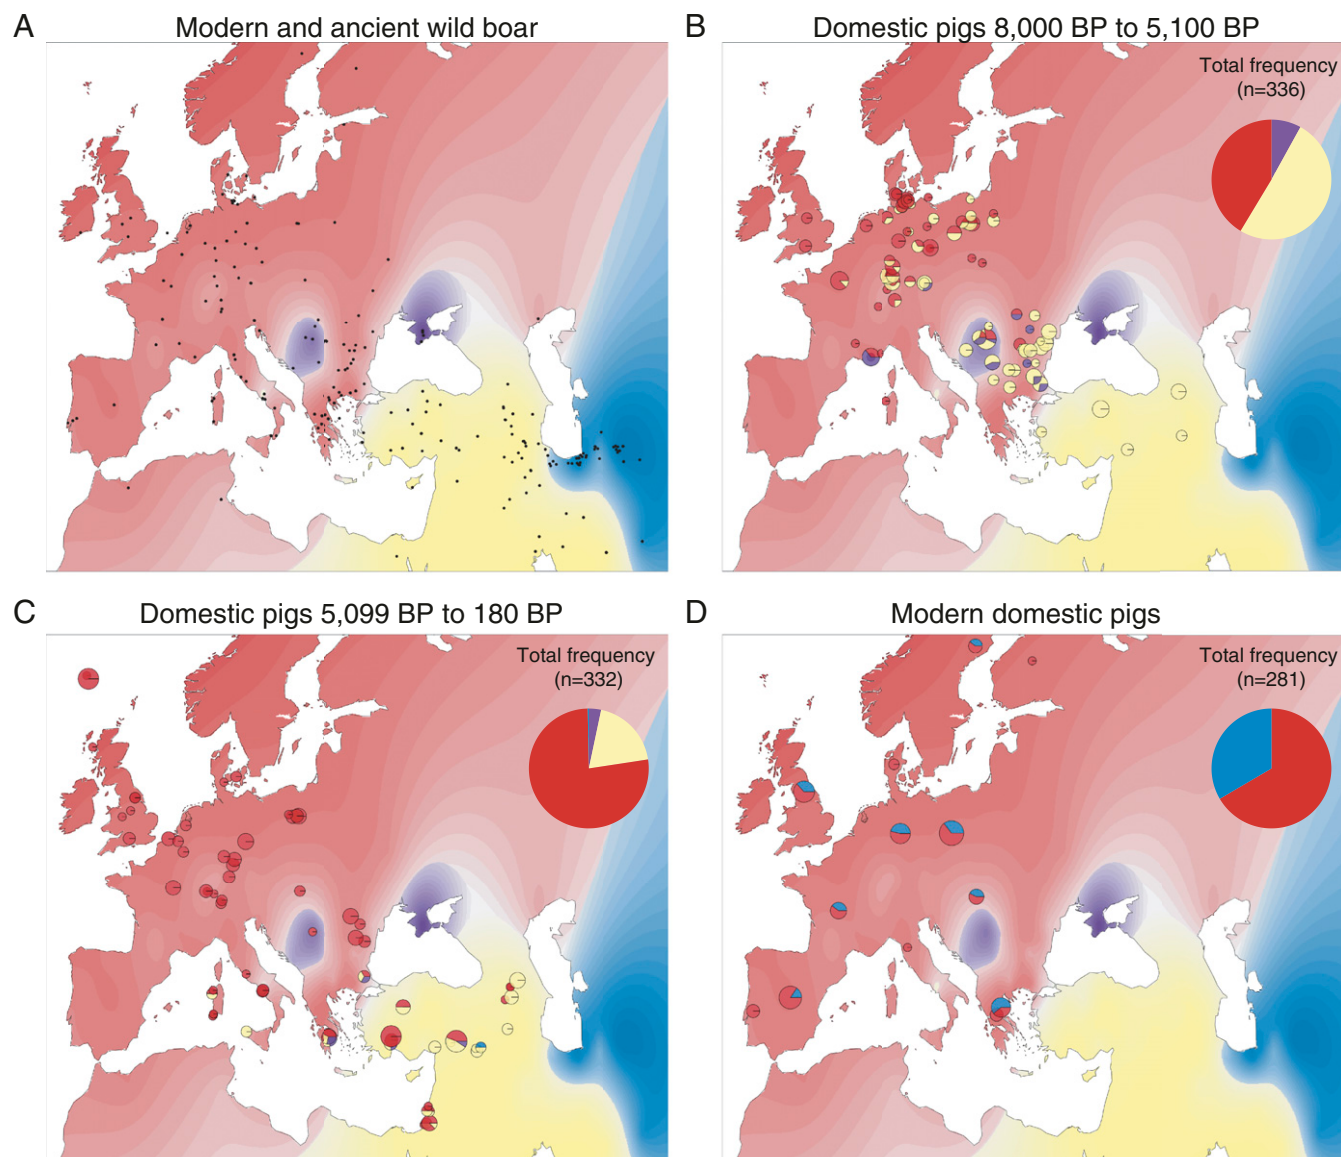 A
Modern and ancient wild boar
B
Domestic pigs 8,000 BP to 5,100 BP
Total frequency
(n=336)
C
Domestic pigs 5,099 BP to 180 BP
Total frequency
(n=332)
D
Modern domestic pigs
Total frequency
(n=281)